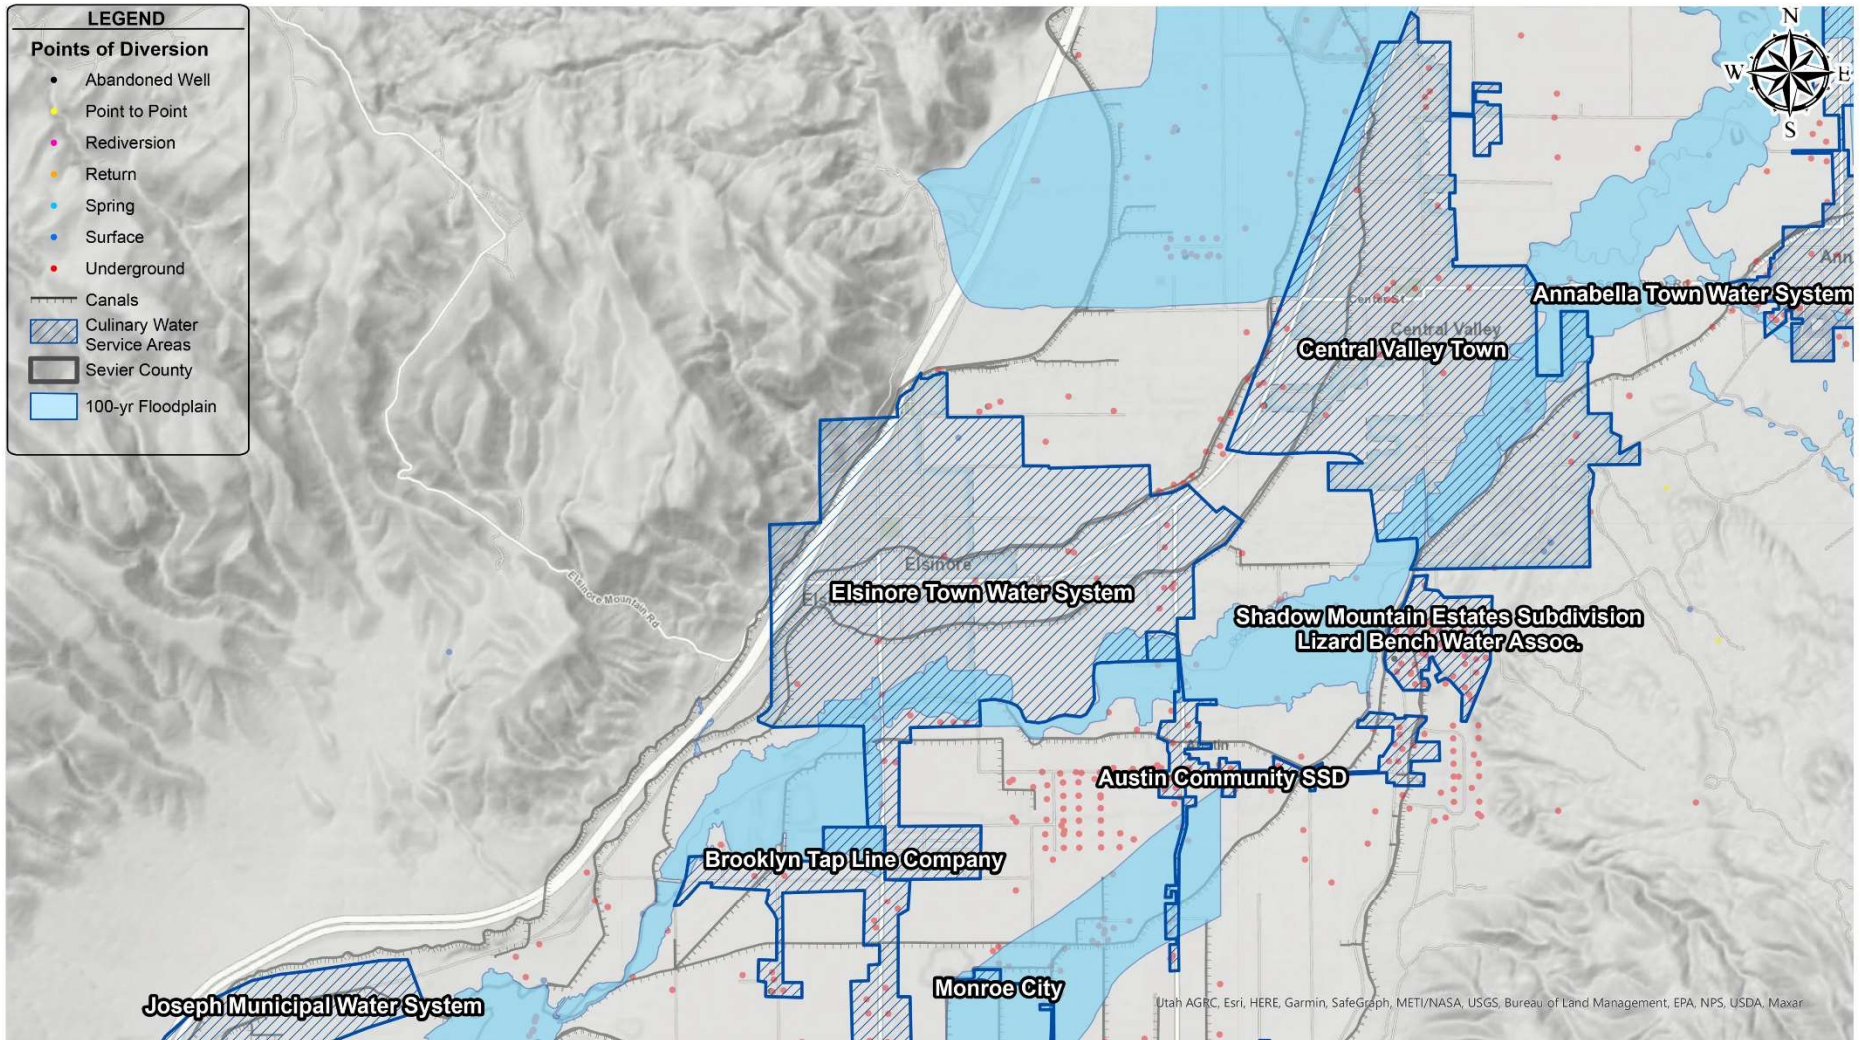 LEGEND
Points of Diversion
Abandoned Well
Point to Point
Rediversion
Return
Spring
Surface
Underground
Canals
Culinary Water
Service Areas
Sevier County
100-yr Floodplain
N
W E
S
Ann
Annabella Town Water System
Center St
Central Valley
Central Valley Town
Elsinore
Elsinore Town Water System
Elsinore Mountain Rd
Shadow Mountain Estates Subdivision
Lizard Bench Water Assoc.
Austin
Austin Community SSD
Brooklyn Tap Line Company
Monroe City
Joseph Municipal Water System
Utah AGRC, Esri, HERE, Garmin, SafeGraph, METI/NASA, USGS, Bureau of Land Management, EPA, NPS, USDA, Maxar